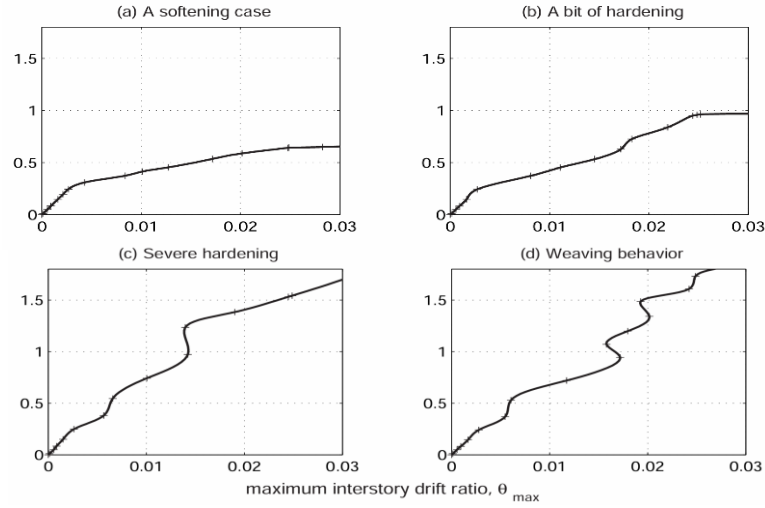 (a) A softening case
(b) A bit of hardening
1.5
1
0.5
0
0 0.01 0.02 0.03
1.5
1
0.5
0
0 0.01 0.02 0.03
(c) Severe hardening
(d) Weaving behavior
1.5
1
0.5
0
0 0.01 0.02 0.03
1.5
1
0.5
0
0 0.01 0.02 0.03
maximum interstory drift ratio, θ max